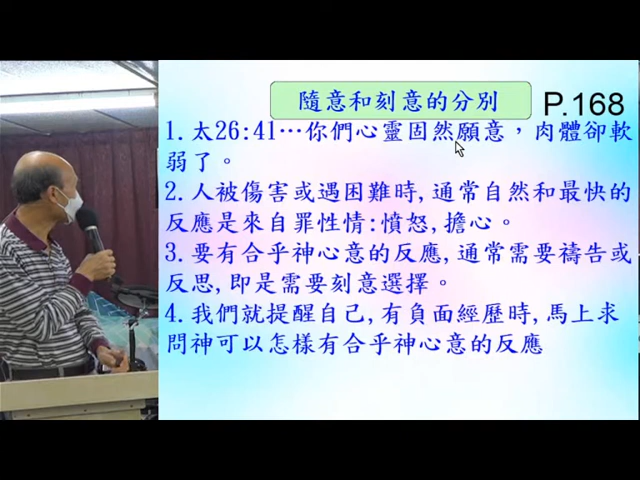 隨意和刻意的分別
P.168
1.太26:41…你們心靈固然願意，肉體卻軟
弱了。
2.人被傷害或遇困難時,通常自然和最快的
反應是來自罪性情:憤怒,擔心。
3.要有合乎神心意的反應,通常需要禱告或
反思,即是需要刻意選擇。
4.我們就提醒自己,有負面經歷時,馬上求
問神可以怎樣有合乎神心意的反應